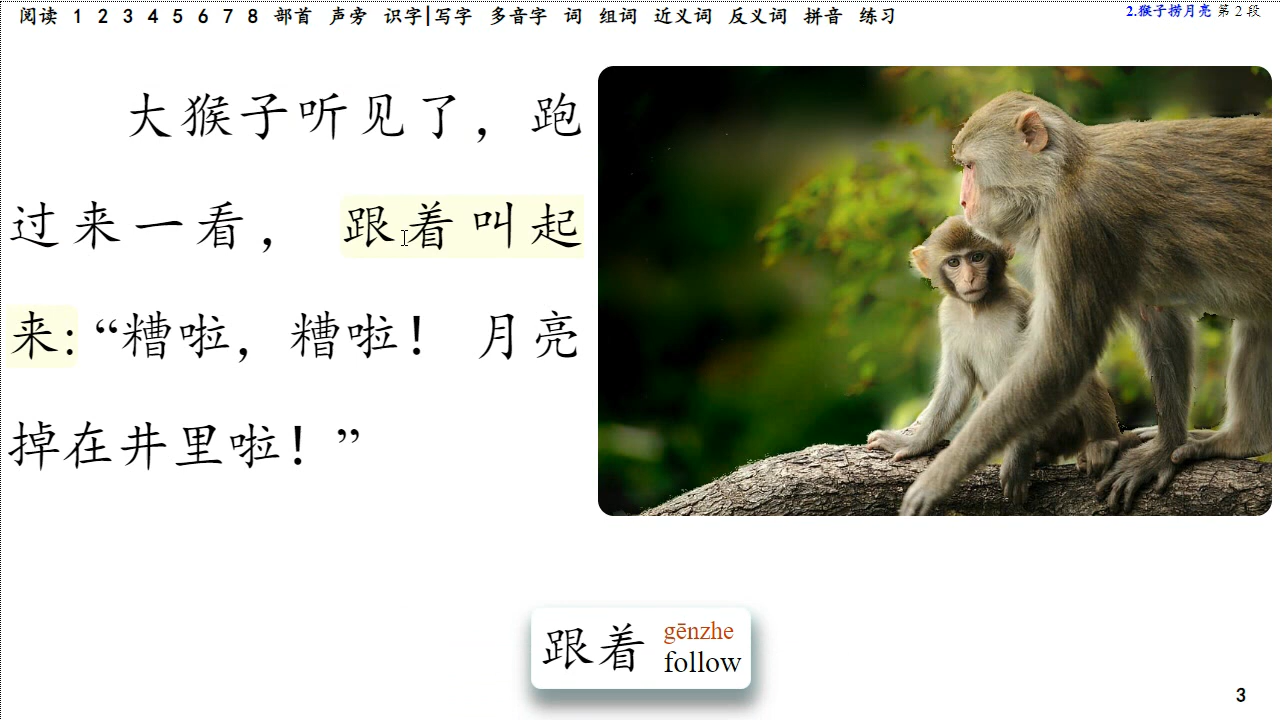 阅读 1 2 3 4 5 6 7 8 部首 声旁 识字|写字 多音字 词 组词 近义词 反义词 拼音 练习
2.猴子捞月亮 第 2 段
大猴子听见了，跑
过来一看，跟着叫起
来:“糟啦，糟啦！月亮
掉在井里啦！”
跟着 gēnzhe
follow
3